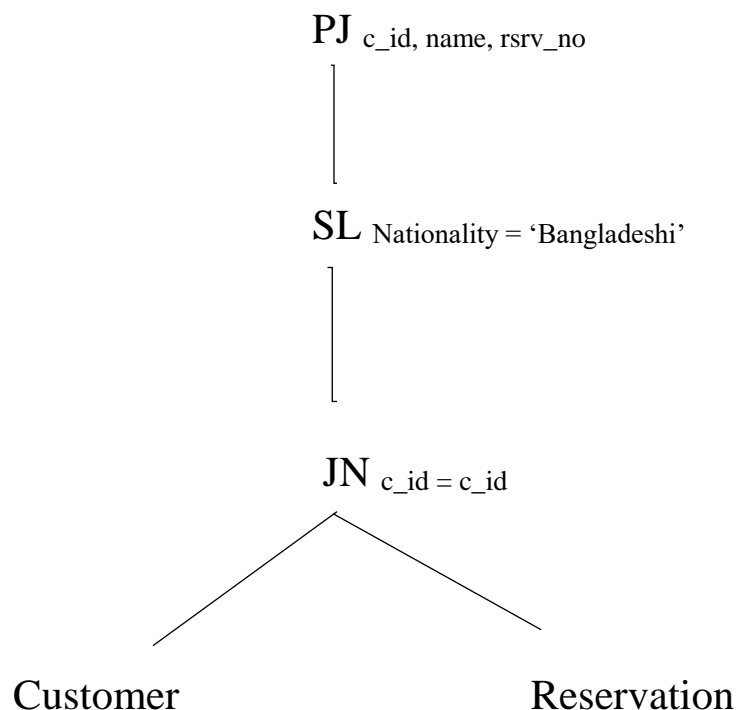 PJ c_id, name, rsrv_no
SL Nationality = ‘Bangladeshi’
JN c_id = c_id
Customer
Reservation